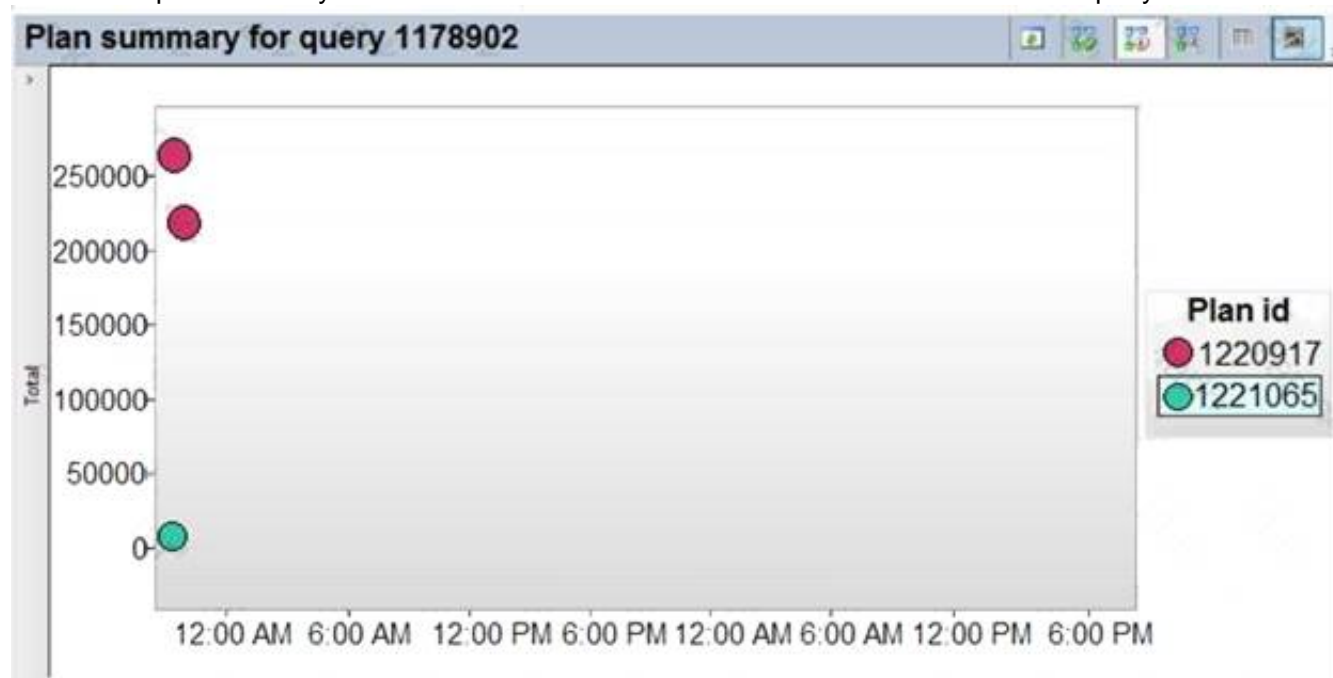 Plan summary for query 1178902
250000
200000
150000
100000
50000
0
Total
12:00 AM 6:00 AM 12:00 PM 6:00 PM 12:00 AM 6:00 AM 12:00 PM 6:00 PM
Plan id
1220917
1221065